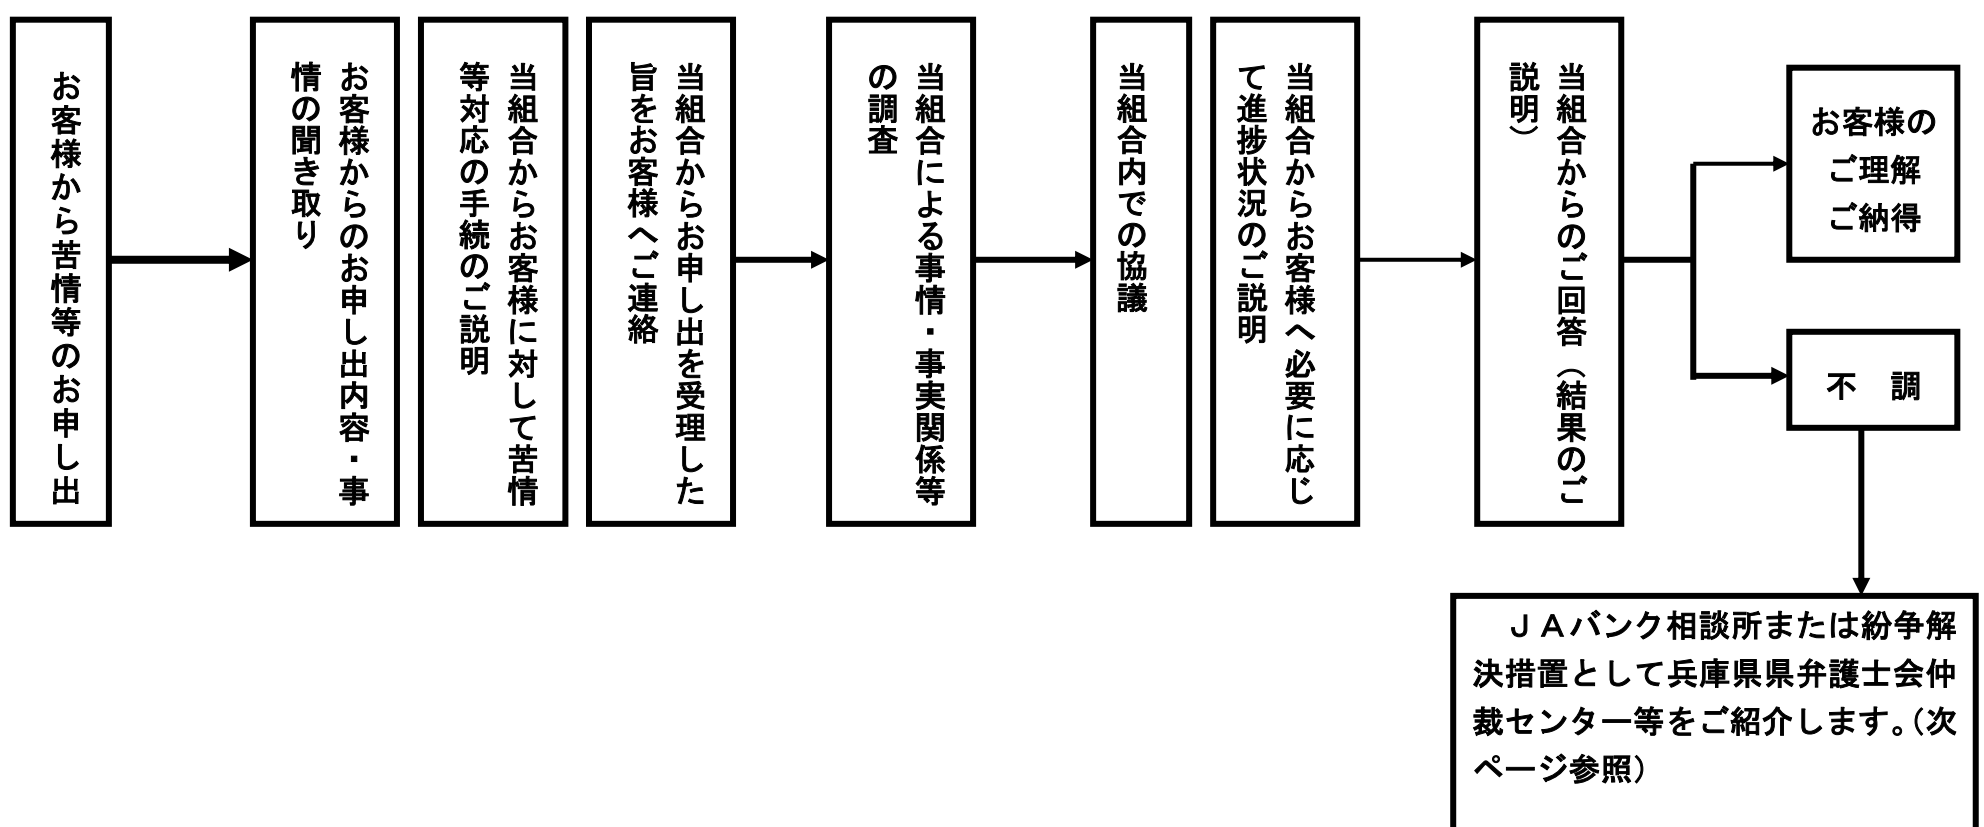 お客様から苦情等のお申し出
お客様からのお申し出内容・事
情の聞き取り
当組合からお客様に対して苦情
等対応の手続のご説明
当組合からお申し出を受理した
旨をお客様へご連絡
当組合による事情・事実関係等
の調査
当組合内での協議
当組合からお客様へ必要に応じ
て進捗状況のご説明
当組合からのご回答（結果のご
説明）
お客様の
ご理解
ご納得
不　調
ＪＡバンク相談所または紛争解
決措置として兵庫県県弁護士会仲
裁センター等をご紹介します。（次
ページ参照）